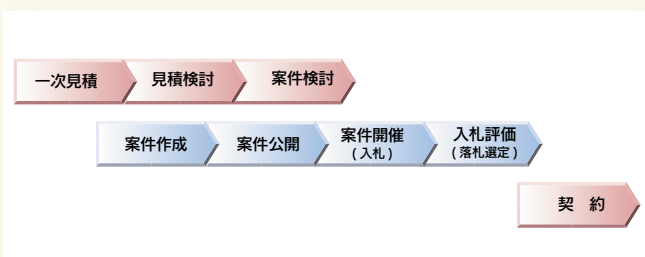 一次見積
見積検討
案件検討
案件作成
案件公開
案件開催
(入札)
入札評価
(落札選定)
契　約